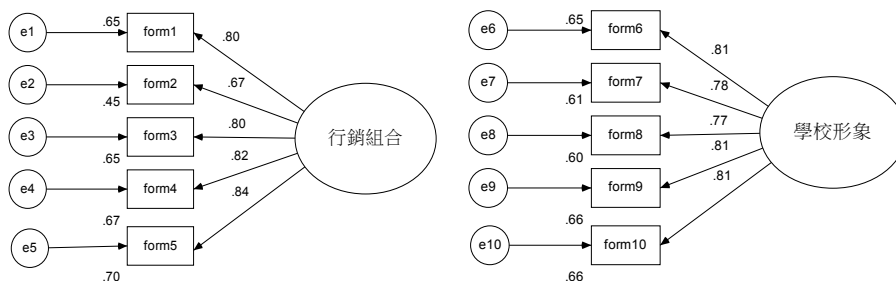 e1 .65 form1 .80
e2 form2 .67
.45
e3 form3 .80
.65
e4 form4 .82
.67
e5 form5 .84
.70
行銷組合
e6 .65 form6 .81
e7 form7 .78
.61
e8 form8 .77
.60
e9 form9 .81
.66
e10 form10 .81
.66
學校形象